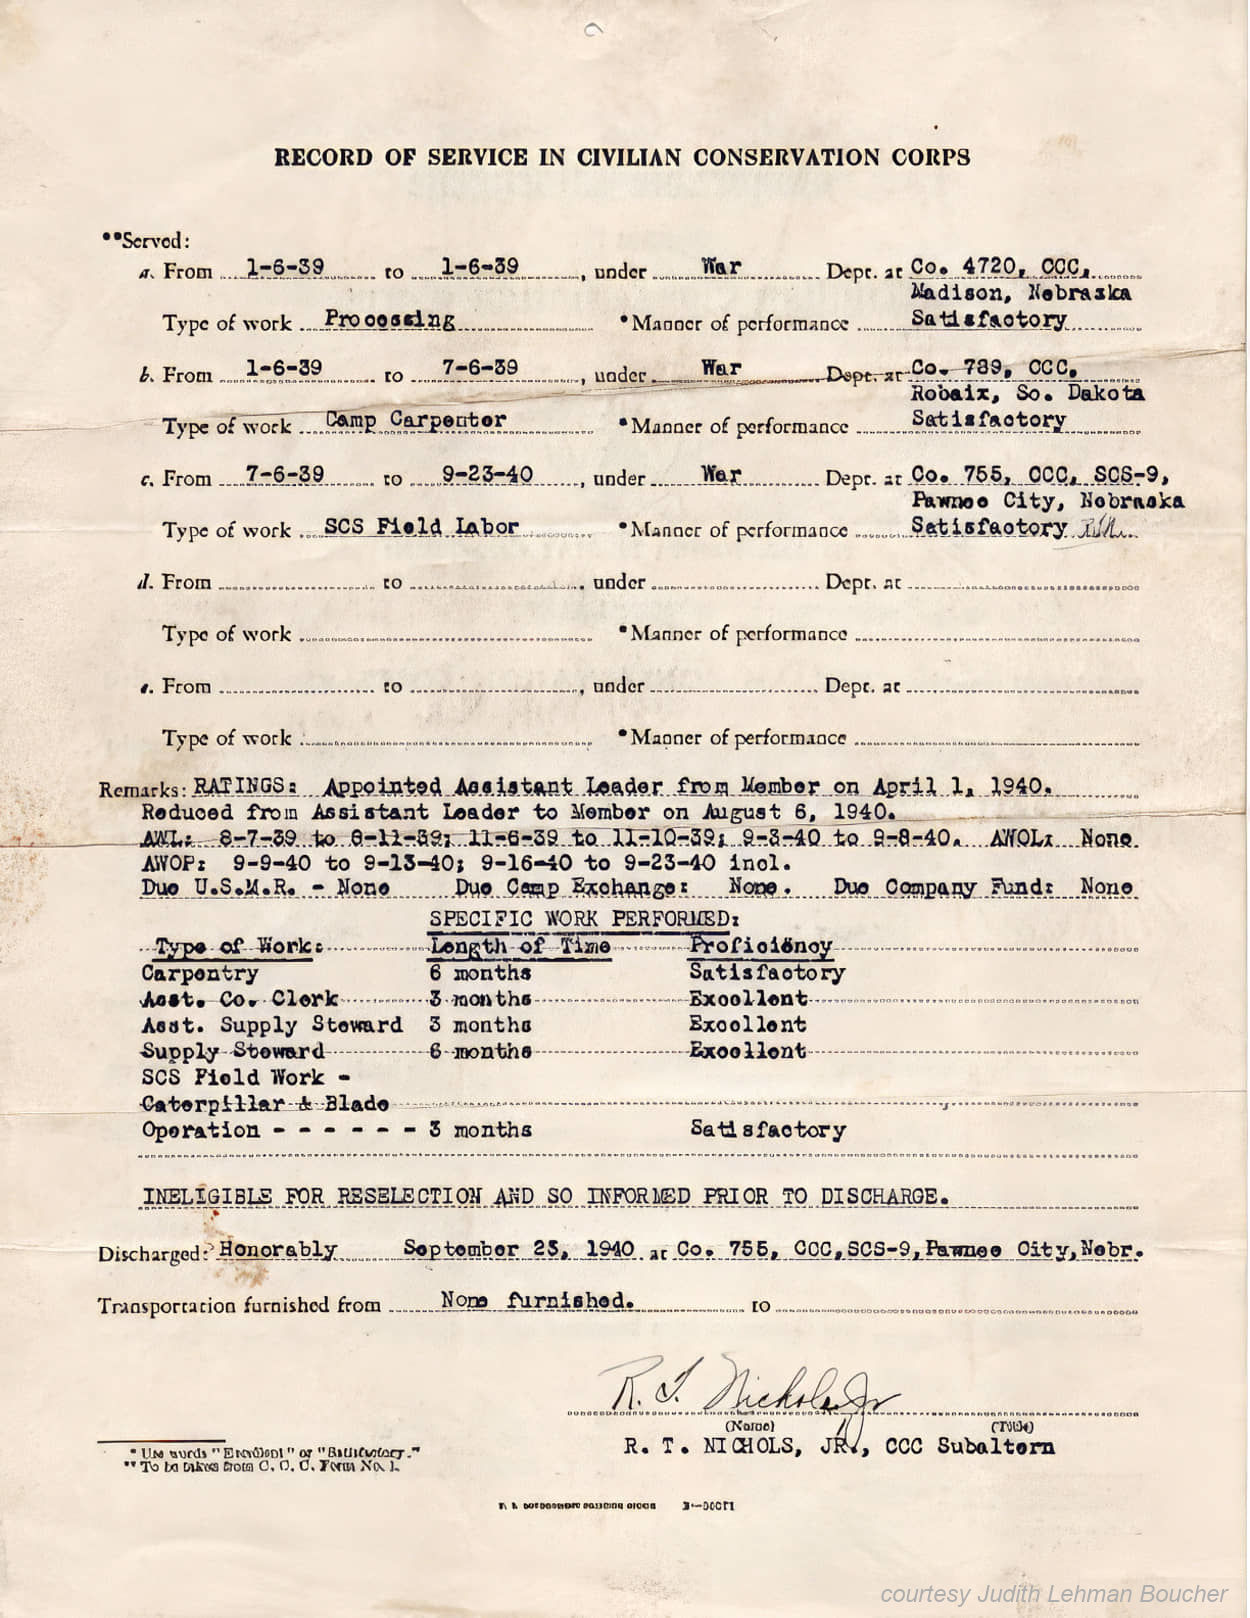 RECORD OF SERVICE IN CIVILIAN CONSERVATION CORPS
**Served:
a. From 1-6-39 to 1-6-39, under War Dept. at Co. 4720, CCC,
Madison, Nebraska
Type of work Processing *Manner of performance Satisfactory
b. From 1-6-39 to 7-6-39, under War Dept. at Co. 789, CCC,
Robaix, So. Dakota
Type of work Camp Carpenter *Manner of performance Satisfactory
c. From 7-6-39 to 9-23-40, under War Dept. at Co. 755, CCC, SCS-9,
Pawnee City, Nebraska
Type of work SCS Field Labor *Manner of performance Satisfactory
d. From to , under Dept. at
Type of work *Manner of performance
e. From to , under Dept. at
Type of work *Manner of performance
Remarks: RATINGS: Appointed Assistant Leader from Member on April 1, 1940.
Reduced from Assistant Leader to Member on August 6, 1940.
AWL: 8-7-39 to 8-11-39; 11-6-39 to 11-10-39; 9-3-40 to 9-8-40. AWOL: None.
AWOP: 9-9-40 to 9-13-40; 9-16-40 to 9-23-40 incl.
Due U.S.M.R. - None Due Camp Exchange: None. Due Company Fund: None
SPECIFIC WORK PERFORMED:
Type of Work: Length of Time Proficiency
Carpentry 6 months Satisfactory
Asst. Co. Clerk 3 months Excellent
Asst. Supply Steward 3 months Excellent
Supply Steward 6 months Excellent
SCS Field Work -
Caterpillar & Blade
Operation - - - - - - 3 months Satisfactory
INELIGIBLE FOR RESELECTION AND SO INFORMED PRIOR TO DISCHARGE.
Discharged: Honorably September 23, 1940 at Co. 755, CCC, SCS-9, Pawnee City, Nebr.
Transportation furnished from None furnished. to
R. T. Nichols Jr
(Name) (Title)
R. T. NICHOLS, JR., CCC Subaltern
* Use words "Excellent" or "Satisfactory."
** To be taken from C. C. C. Form No. 1.
courtesy Judith Lehman Boucher